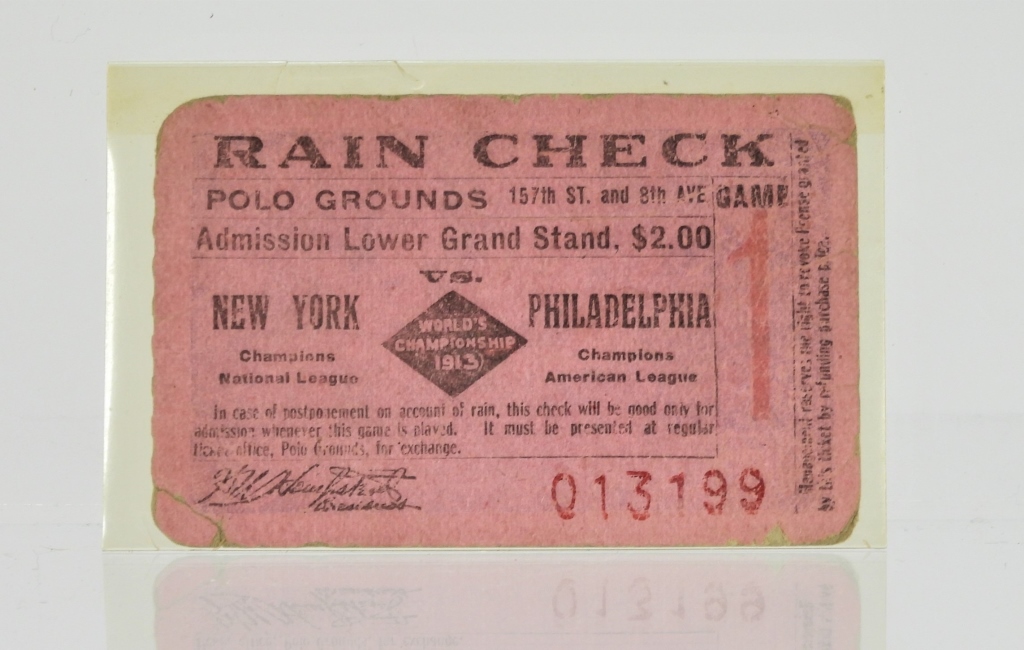 RAIN CHECK
POLO GROUNDS 157th ST. and 8th AVE
GAME
1
Admission Lower Grand Stand, $2.00
VS.
NEW YORK
Champions
National League
WORLD'S
CHAMPIONSHIP
1913
PHILADELPHIA
Champions
American League
In case of postponement on account of rain, this check will be good only for
admission whenever this game is played. It must be presented at regular
ticket office, Polo Grounds, for exchange.
013199
Management reserves the right to revoke license granted
by this ticket by refunding purchase